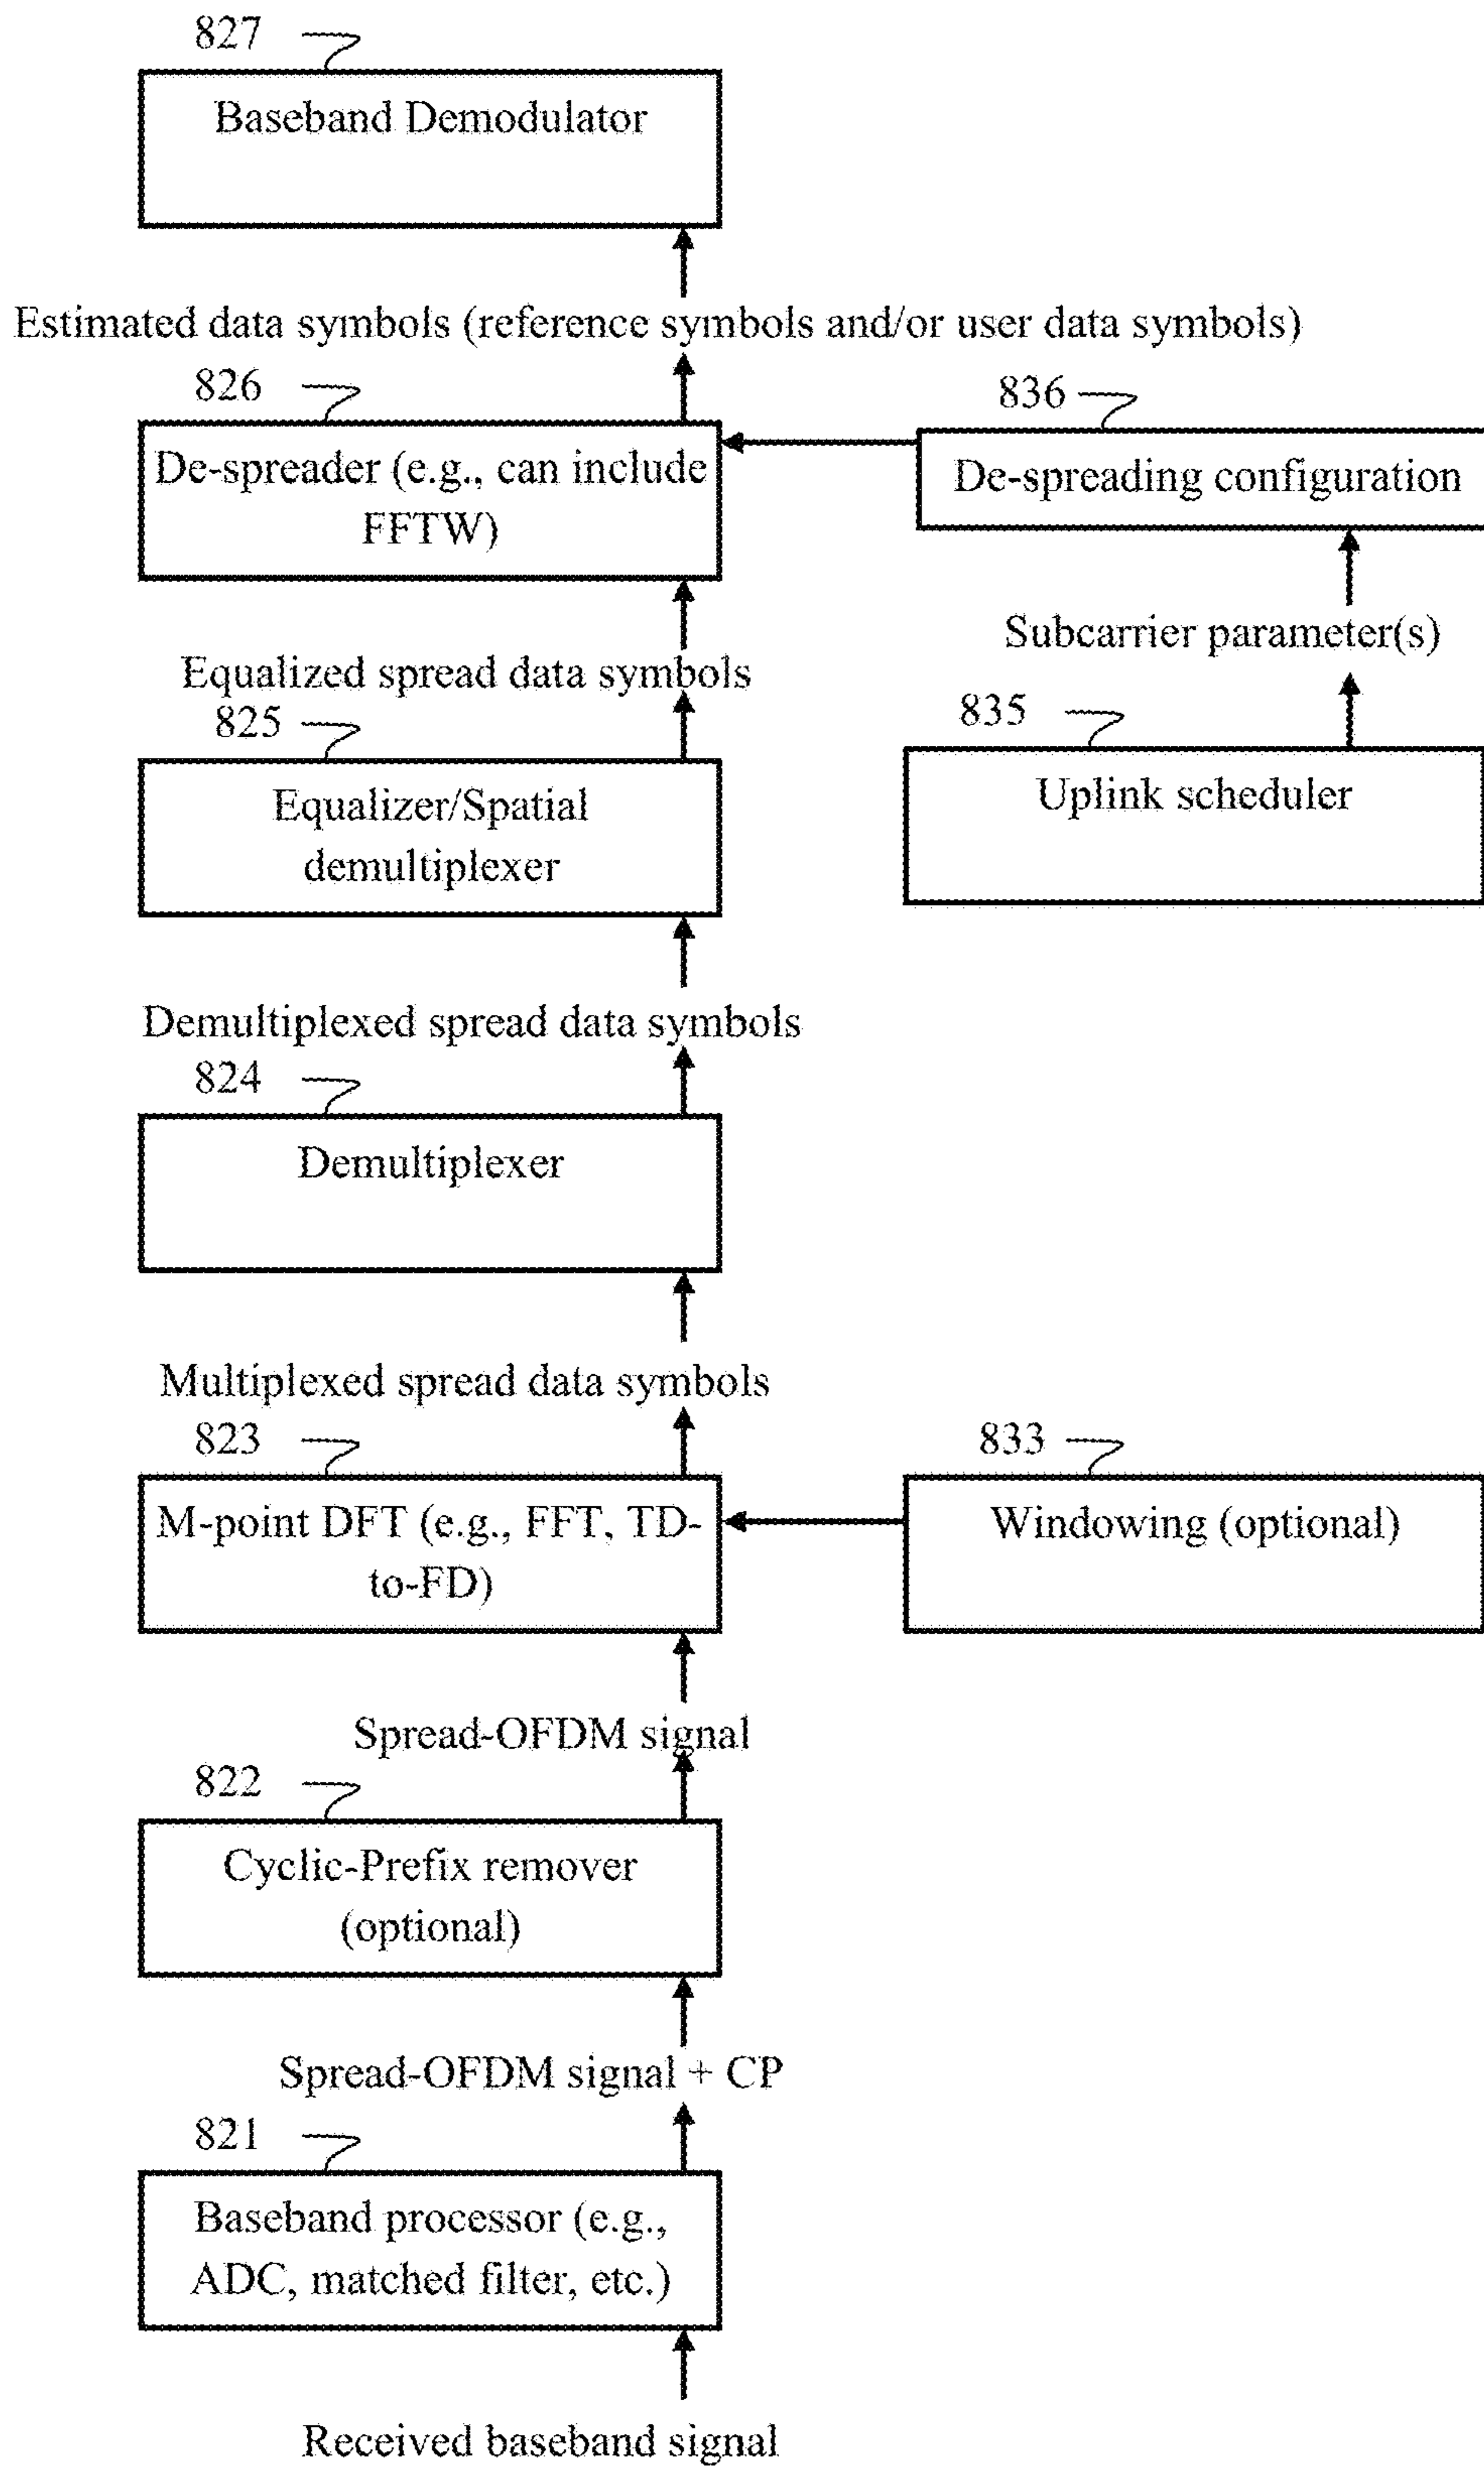 827
Baseband Demodulator
Estimated data symbols (reference symbols and/or user data symbols)
826
836
De-spreader (e.g., can include
FFTW)
De-spreading configuration
Subcarrier parameter(s)
Equalized spread data symbols
825
835
Equalizer/Spatial
demultiplexer
Uplink scheduler
Demultiplexed spread data symbols
824
Demultiplexer
Multiplexed spread data symbols
823
833
M-point DFT (e.g., FFT, TD-
to-FD)
Windowing (optional)
Spread-OFDM signal
822
Cyclic-Prefix remover
(optional)
Spread-OFDM signal + CP
821
Baseband processor (e.g.,
ADC, matched filter, etc.)
Received baseband signal